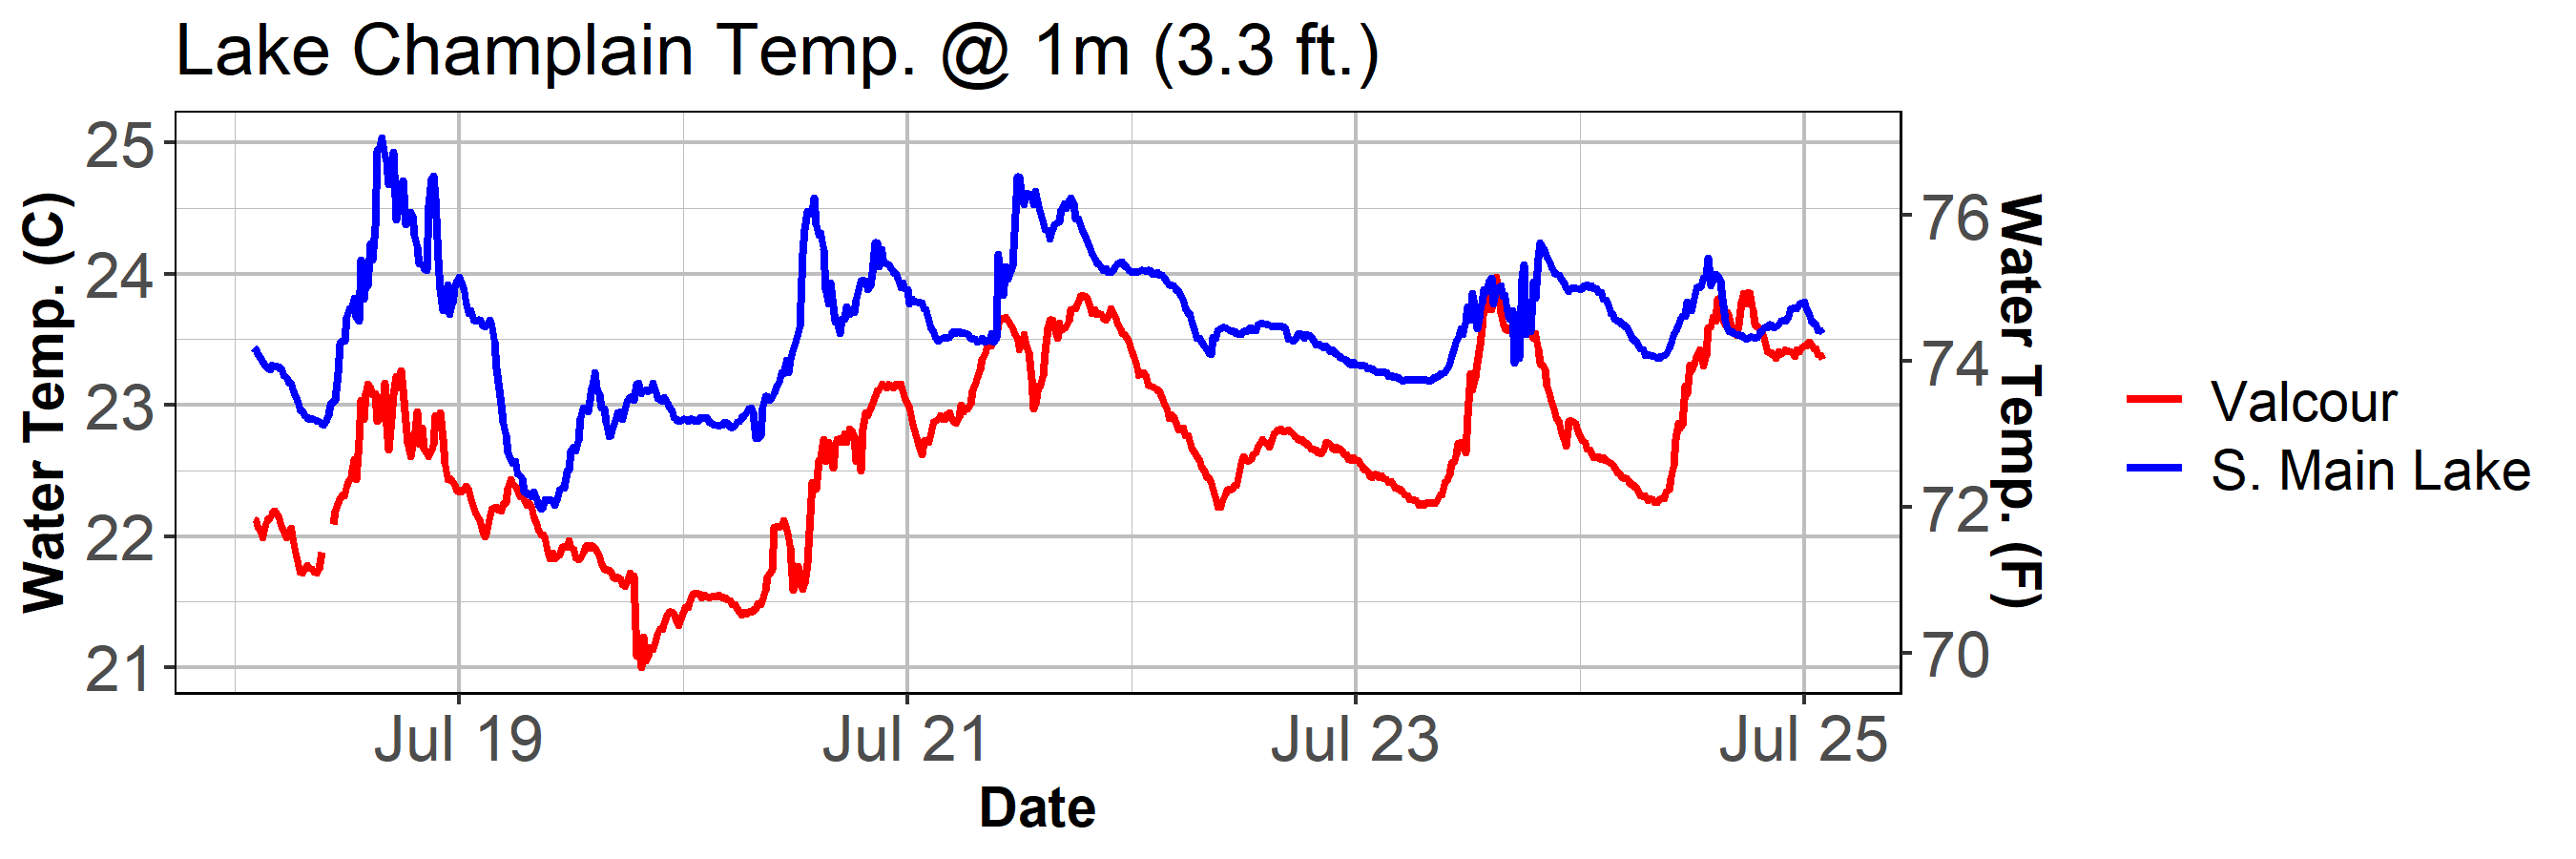 Lake Champlain Temp. @ 1m (3.3 ft.)
Water Temp. (C)
25
24
23
22
21
76
74
72
70
Water Temp. (F)
Jul 19
Jul 21
Jul 23
Jul 25
Date
Valcour
S. Main Lake